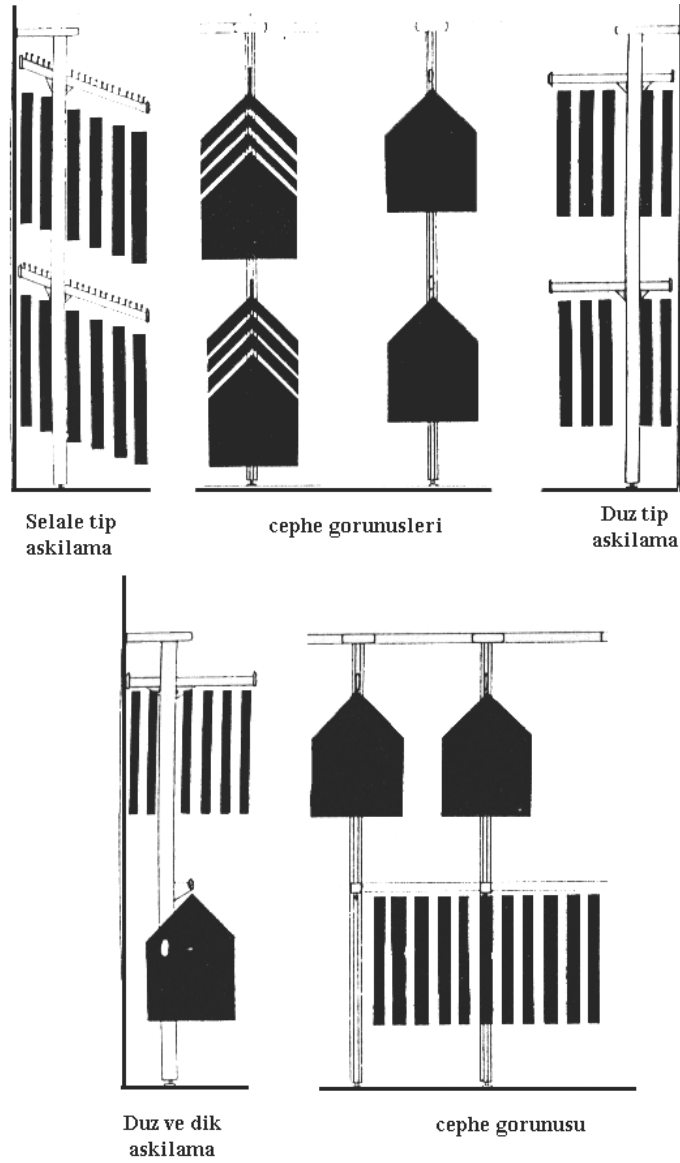 Selale tip
askilama
cephe gorunusleri
Duz tip
askilama
Duz ve dik
askilama
cephe gorunusu